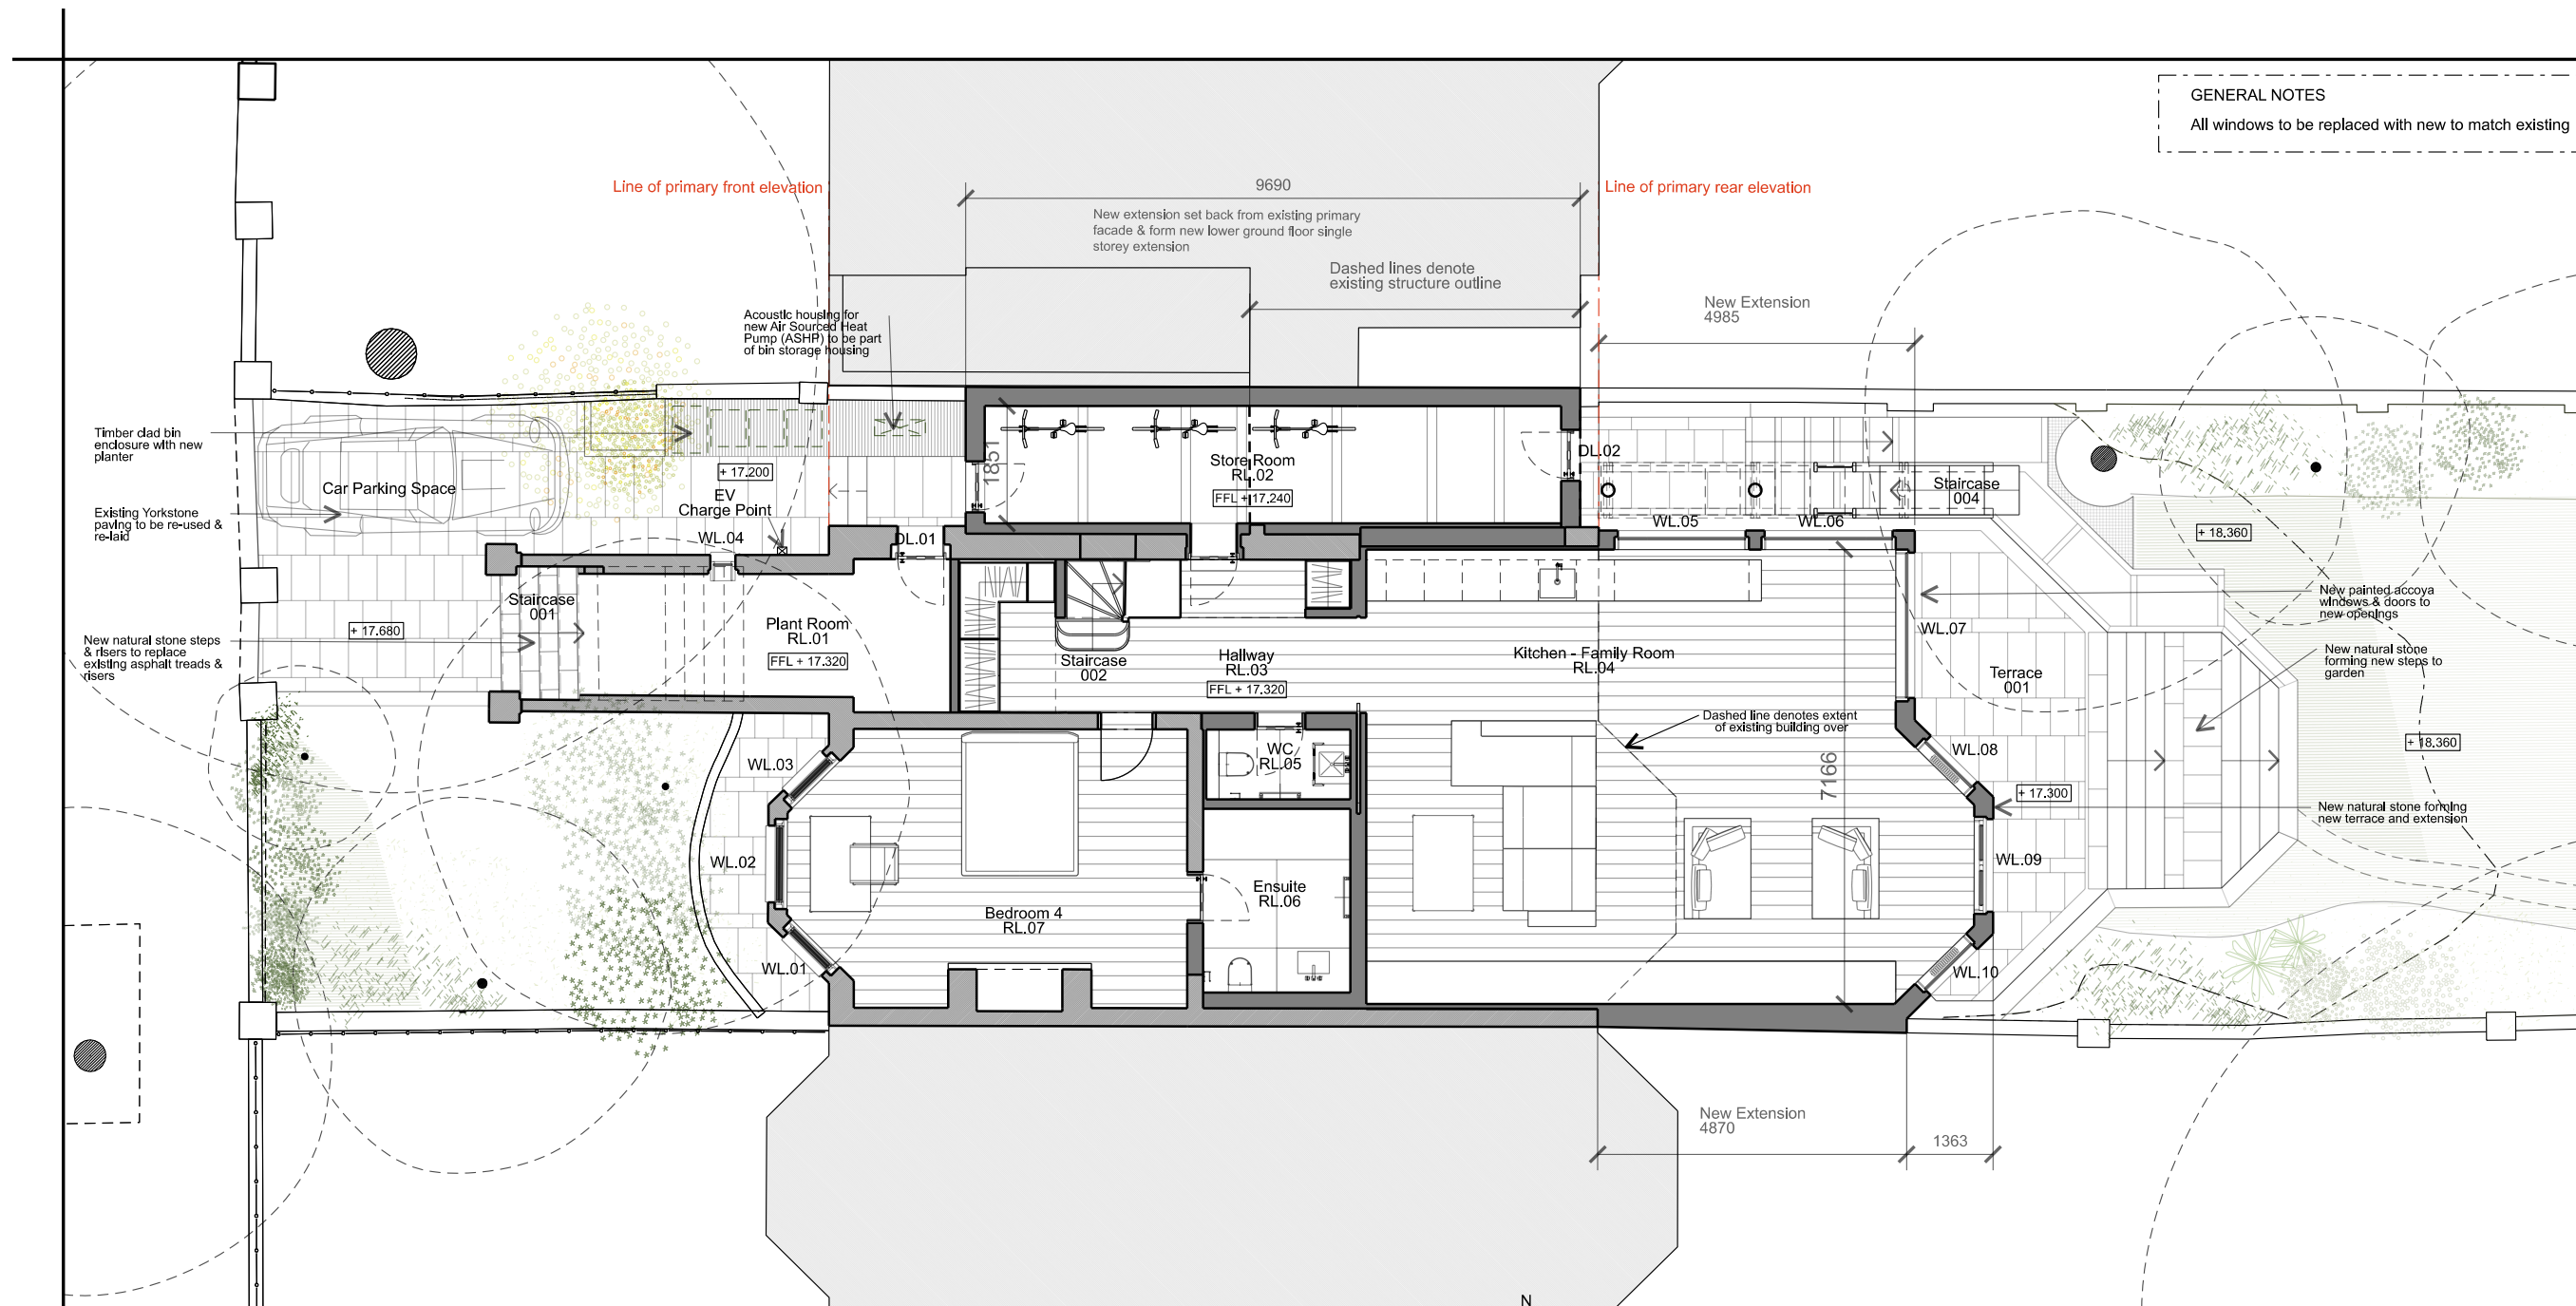 GENERAL NOTES
All windows to be replaced with new to match existing
Line of primary front elevation
9690
Line of primary rear elevation
New extension set back from existing primary
facade & form new lower ground floor single
storey extension
Dashed lines denote
existing structure outline
New Extension
4985
Acoustic housing for
new Air Sourced Heat
Pump (ASHP) to be part
of bin storage housing
Timber clad bin
enclosure with new
planter
+ 17.200
Car Parking Space
EV
Charge Point
Existing Yorkstone
paving to be re-used &
re-laid
WL.04
DL.01
1851
Store Room
RL.02
FFL + 17.240
DL.02
WL.05
WL.06
Staircase
004
+ 18.360
New painted accoya
windows & doors to
new openings
Staircase
001
+ 17.680
New natural stone steps
& risers to replace
existing asphalt treads &
risers
Plant Room
RL.01
FFL + 17.320
Staircase
002
Hallway
RL.03
FFL + 17.320
Kitchen - Family Room
RL.04
WL.07
Terrace
001
New natural stone
forming new steps to
garden
Dashed line denotes extent
of existing building over
+ 18.360
WL.03
WC
RL.05
7166
WL.08
+ 17.300
New natural stone forming
new terrace and extension
WL.02
Ensuite
RL.06
WL.09
Bedroom 4
RL.07
WL.01
WL.10
New Extension
4870
1363
N